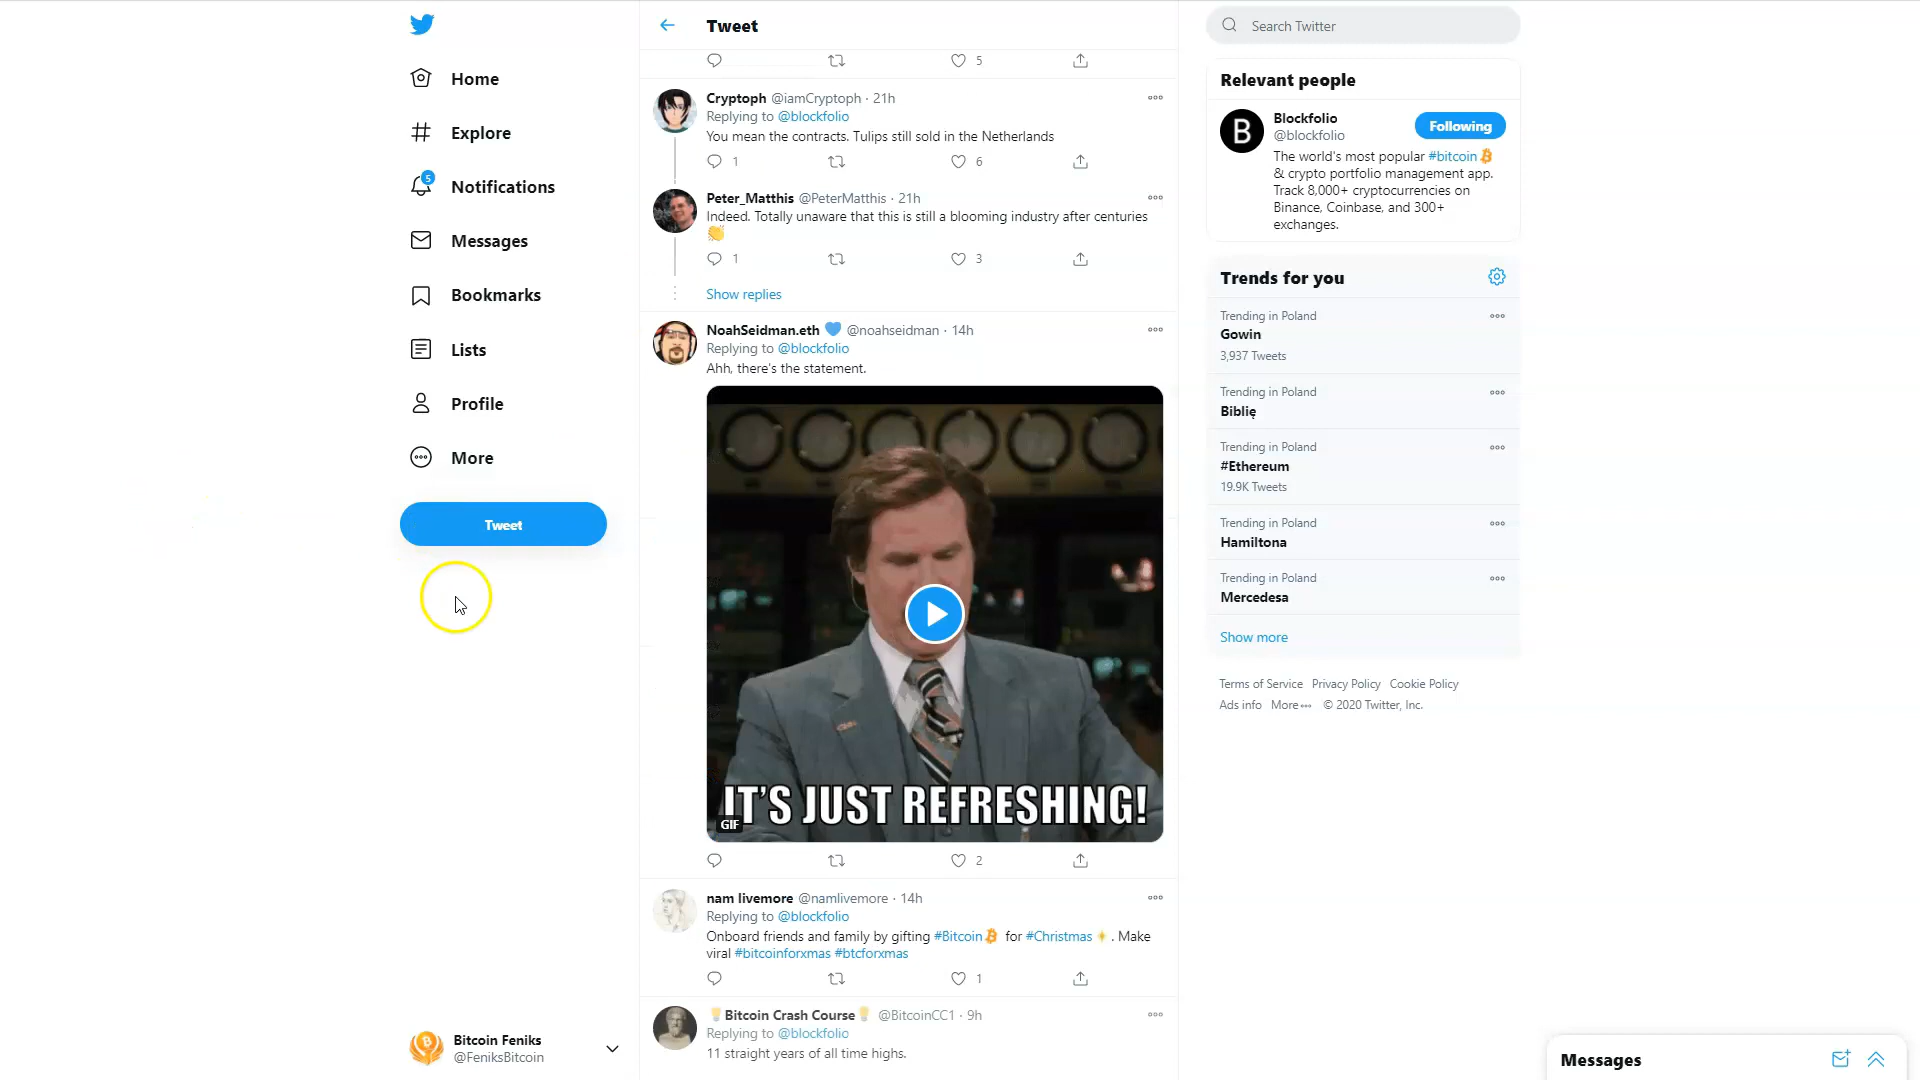 Home
Explore
5
Notifications
Messages
Bookmarks
Lists
Profile
More
Tweet
Bitcoin Feniks
@FeniksBitcoin
Tweet
5
Cryptoph @iamCryptoph · 21h
Replying to @blockfolio
You mean the contracts. Tulips still sold in the Netherlands
1 6
Peter_Matthis @PeterMatthis · 21h
Indeed. Totally unaware that this is still a blooming industry after centuries
👏
1 3
Show replies
NoahSeidman.eth 💙 @noahseidman · 14h
Replying to @blockfolio
Ahh, there's the statement.
IT'S JUST REFRESHING!
GIF
2
nam livemore @namlivemore · 14h
Replying to @blockfolio
Onboard friends and family by gifting #Bitcoin for #Christmas ✨. Make
viral #bitcoinforxmas #btcforxmas
1
💡Bitcoin Crash Course💡 @BitcoinCC1 · 9h
Replying to @blockfolio
11 straight years of all time highs.
Search Twitter
Relevant people
B
Blockfolio
@blockfolio
Following
The world's most popular #bitcoin
& crypto portfolio management app.
Track 8,000+ cryptocurrencies on
Binance, Coinbase, and 300+
exchanges.
Trends for you
Trending in Poland
Gowin
3,937 Tweets
Trending in Poland
Biblię
Trending in Poland
#Ethereum
19.9K Tweets
Trending in Poland
Hamiltona
Trending in Poland
Mercedesa
Show more
Terms of Service Privacy Policy Cookie Policy
Ads info More © 2020 Twitter, Inc.
Messages